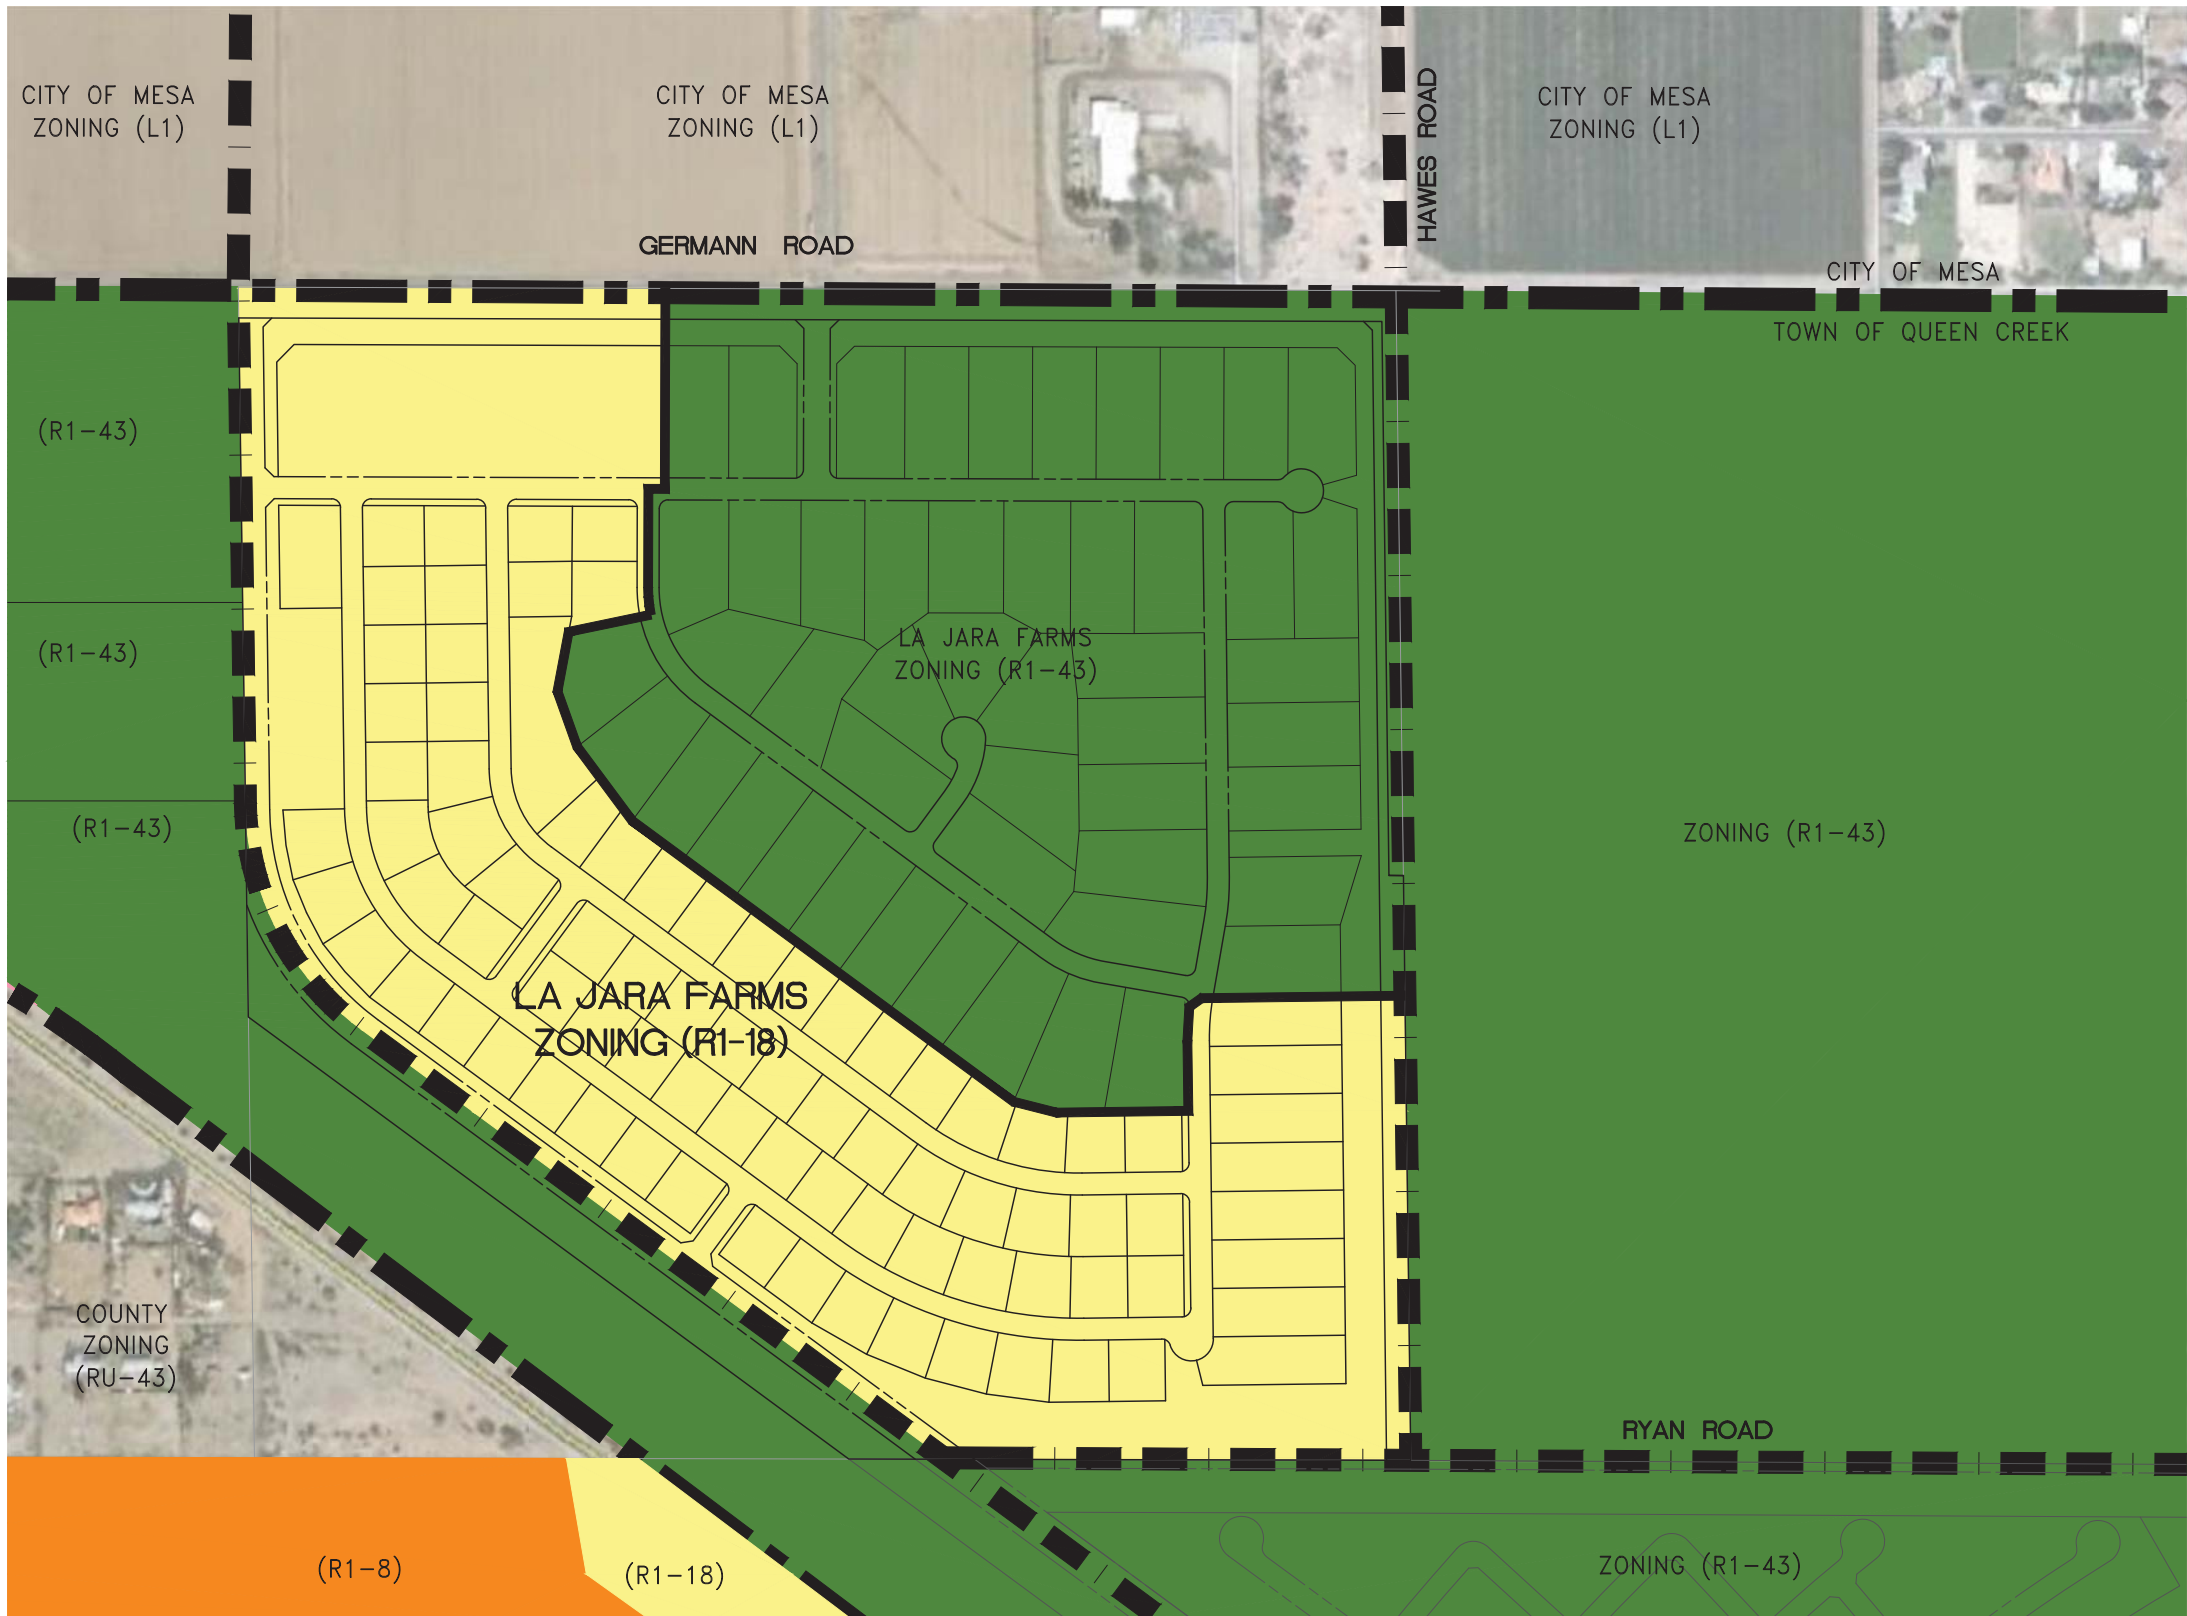 CITY OF MESA
ZONING (L1)
CITY OF MESA
ZONING (L1)
HAWES ROAD
CITY OF MESA
ZONING (L1)
GERMANN ROAD
CITY OF MESA
TOWN OF QUEEN CREEK
(R1-43)
(R1-43)
LA JARA FARMS
ZONING (R1-43)
(R1-43)
ZONING (R1-43)
LA JARA FARMS
ZONING (R1-18)
COUNTY
ZONING
(RU-43)
RYAN ROAD
(R1-8)
(R1-18)
ZONING (R1-43)